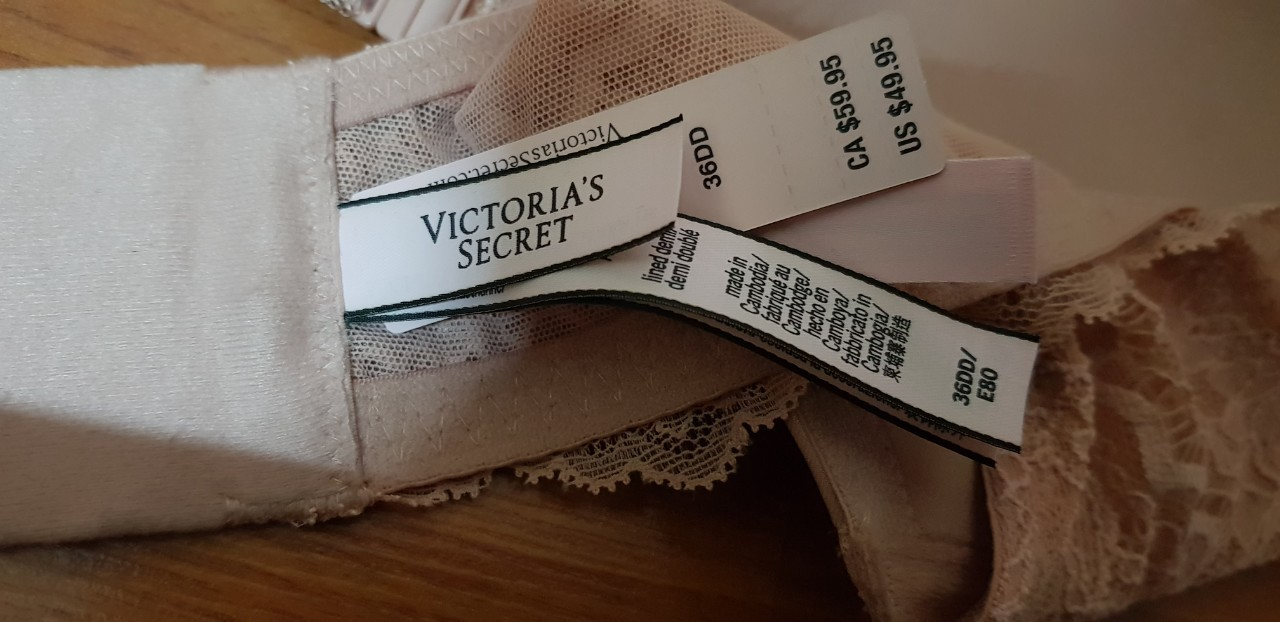 VictoriasSecret.com
VICTORIA'S
SECRET
36DD
CA $59.95
US $49.95
lined demi/
demi doublé
made in
Cambodia/
fabriqué au
Cambodge/
hecho en
Camboya/
fabbricato in
Cambogia/
柬埔寨制造
36DD/
E80